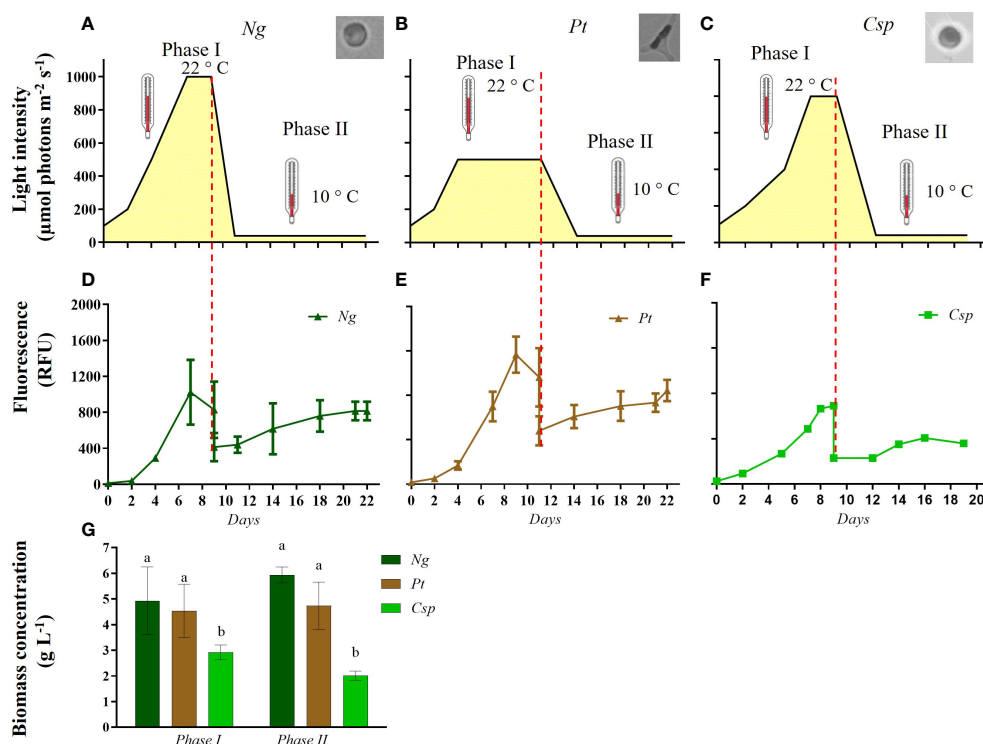 A
Ng
B
Pt
C
Csp
Phase I
22 ° C
Phase II
10 ° C
Phase I
22 ° C
Phase II
10 ° C
Phase I
22 ° C
Phase II
10 ° C
Light intensity
(μmol photons m⁻² s⁻¹)
1000
800
600
400
200
0
D
Ng
E
Pt
F
Csp
Fluorescence
(RFU)
2000
1600
1200
800
400
0
0 2 4 6 8 10 12 14 16 18 20 22
Days
0 2 4 6 8 10 12 14 16 18 20 22
Days
0 2 4 6 8 10 12 14 16 18 20
Days
G
Biomass concentration
(g L⁻¹)
7
6
5
4
3
2
1
0
a a b
a a b
Ng
Pt
Csp
Phase I Phase II